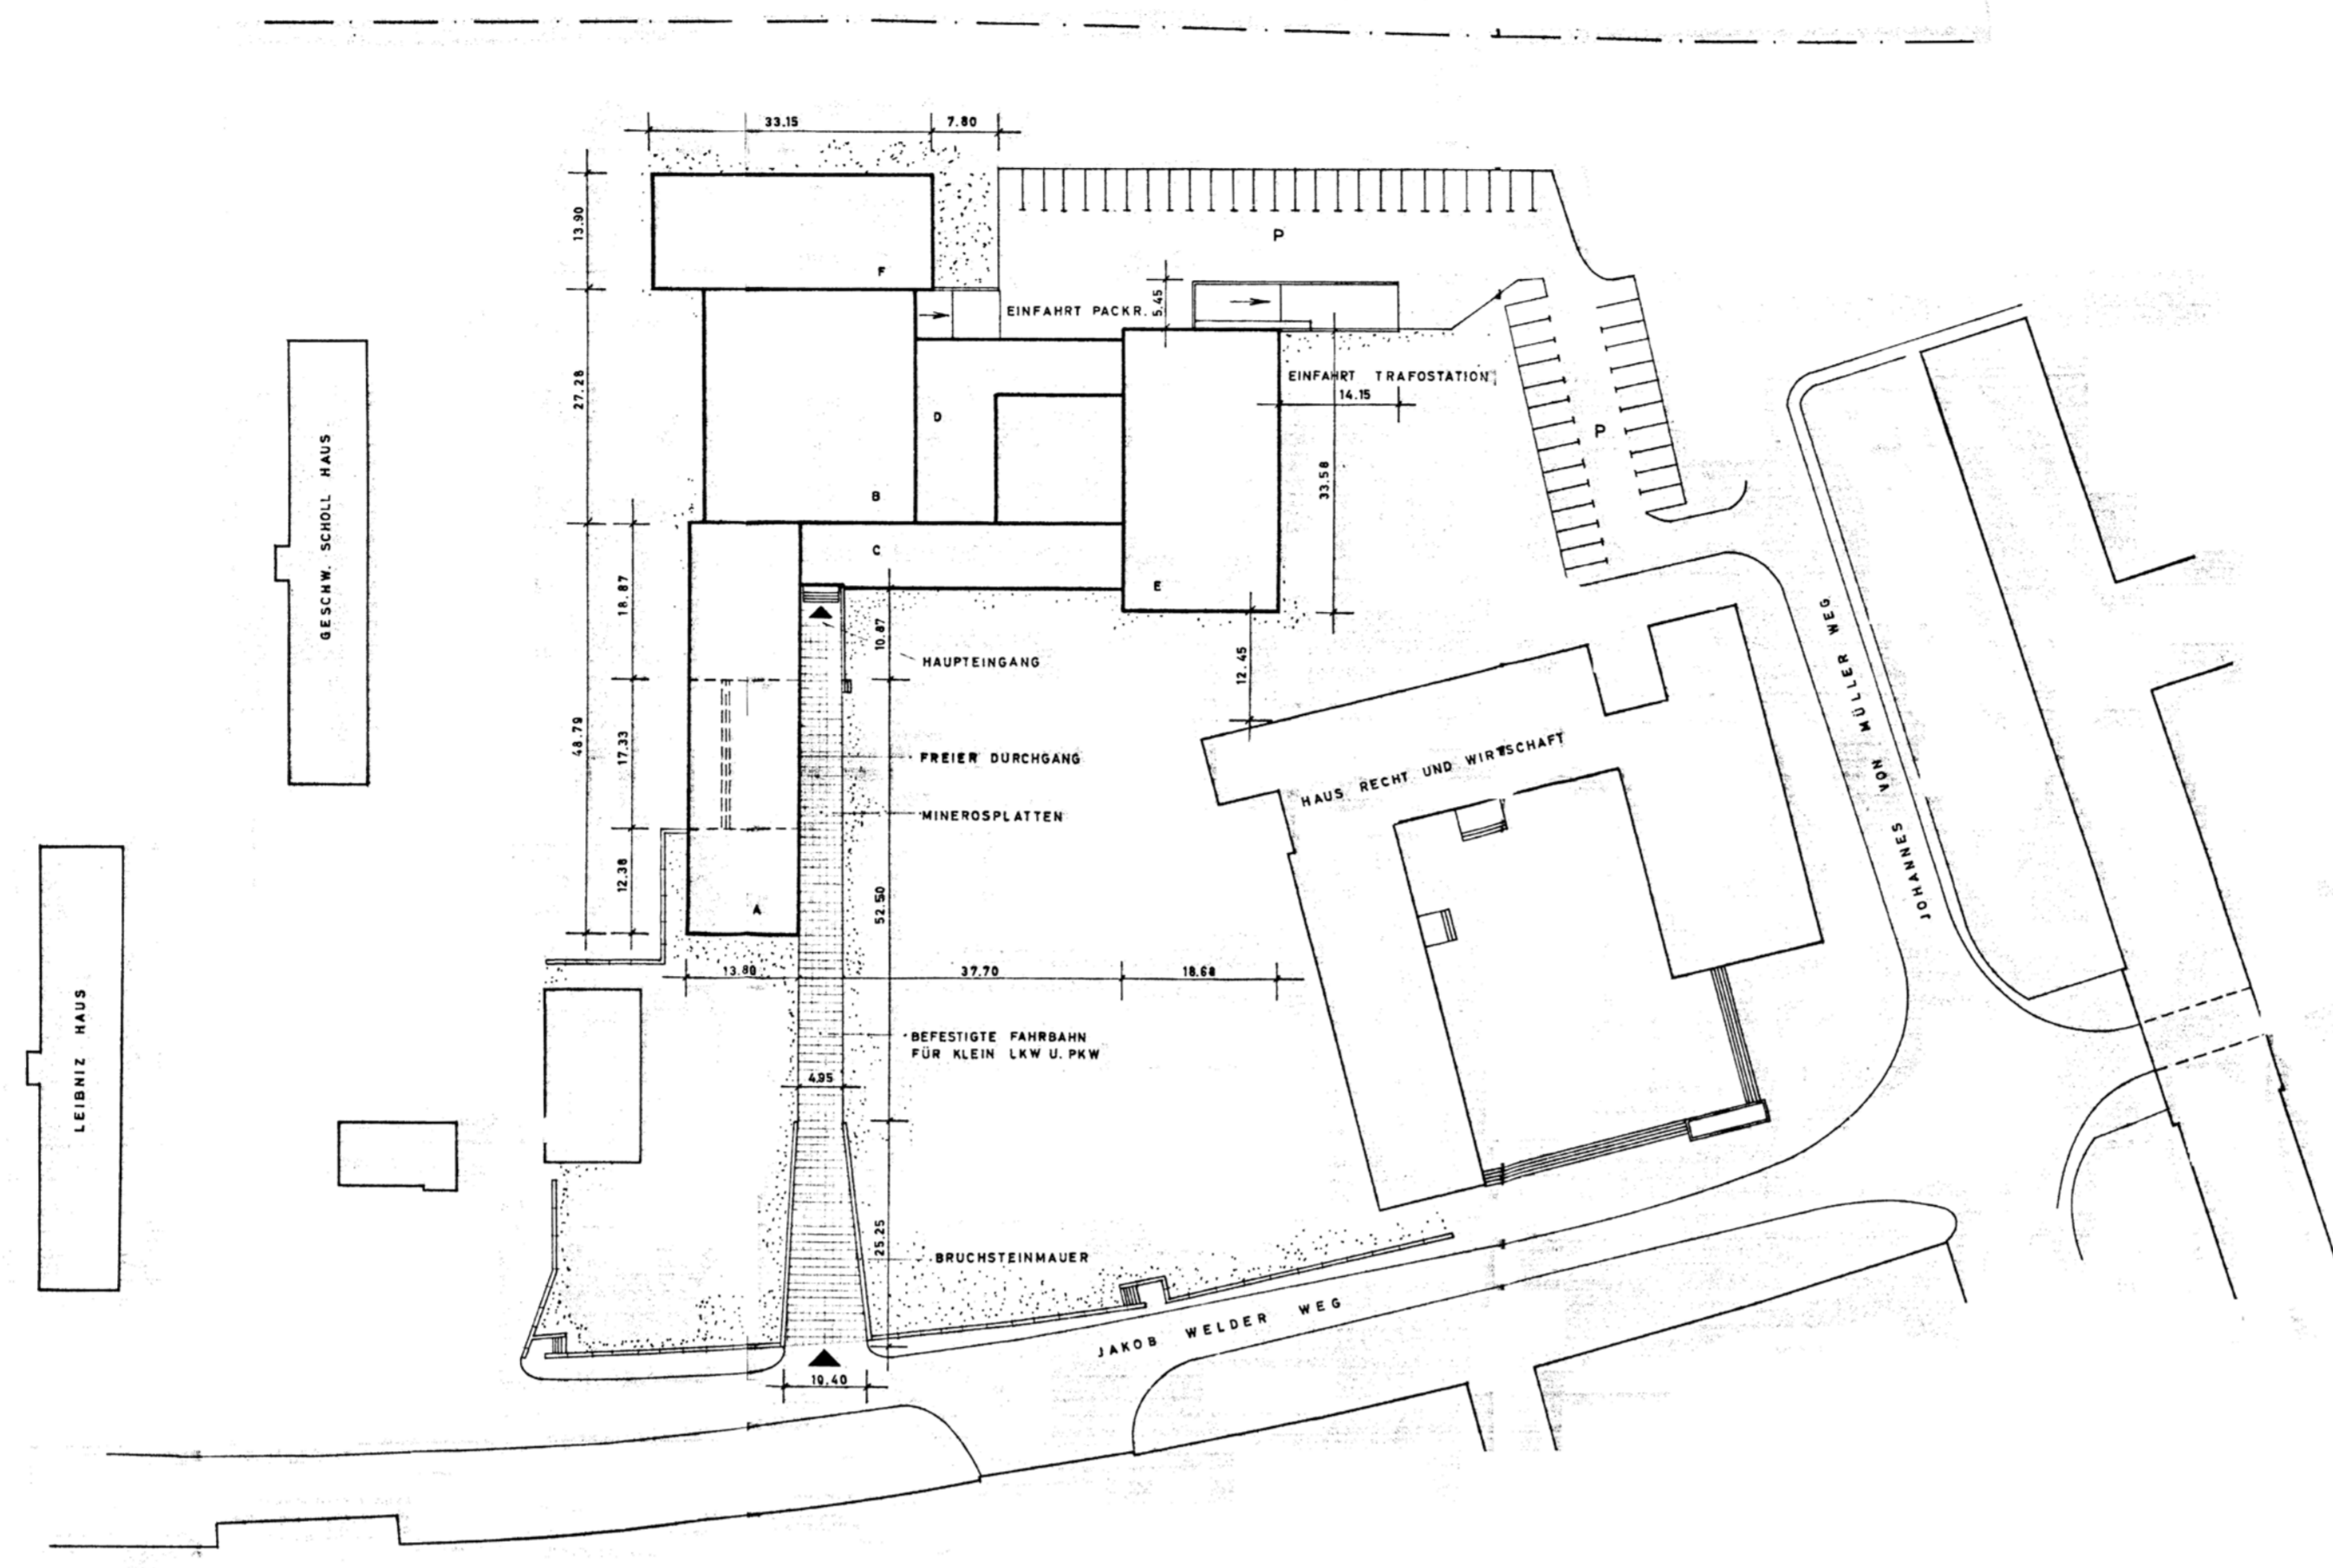 33.15
7.80
13.90
P
F
5.45
EINFAHRT PACKR.
EINFAHRT TRAFOSTATION
14.15
27.28
D
P
GESCHW. SCHOLL HAUS
33.58
B
C
E
18.87
10.87
JOHANNES VON MÜLLER WEG
HAUPTEINGANG
12.45
48.79
17.33
FREIER DURCHGANG
HAUS RECHT UND WIRTSCHAFT
MINEROSPLATTEN
12.38
A
52.50
13.80
37.70
18.68
LEIBNIZ HAUS
BEFESTIGTE FAHRBAHN
FÜR KLEIN LKW U. PKW
4.95
25.25
BRUCHSTEINMAUER
JAKOB WELDER WEG
10.40